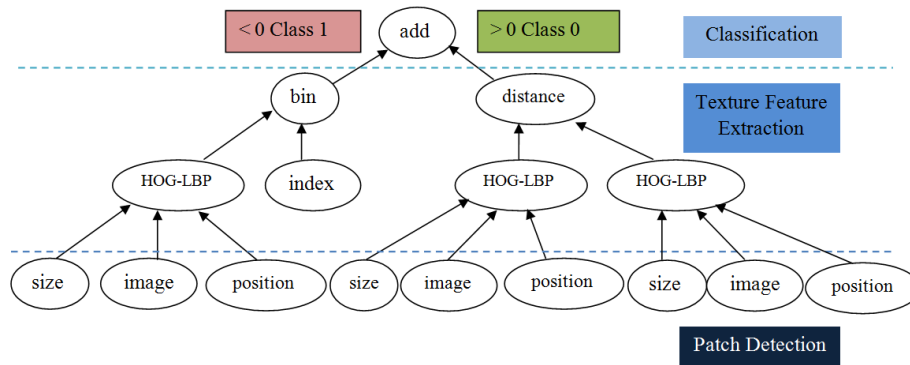 < 0 Class 1
add
> 0 Class 0
Classification
bin
distance
Texture Feature
Extraction
HOG-LBP
index
HOG-LBP
HOG-LBP
size
image
position
size
image
position
size
image
position
Patch Detection